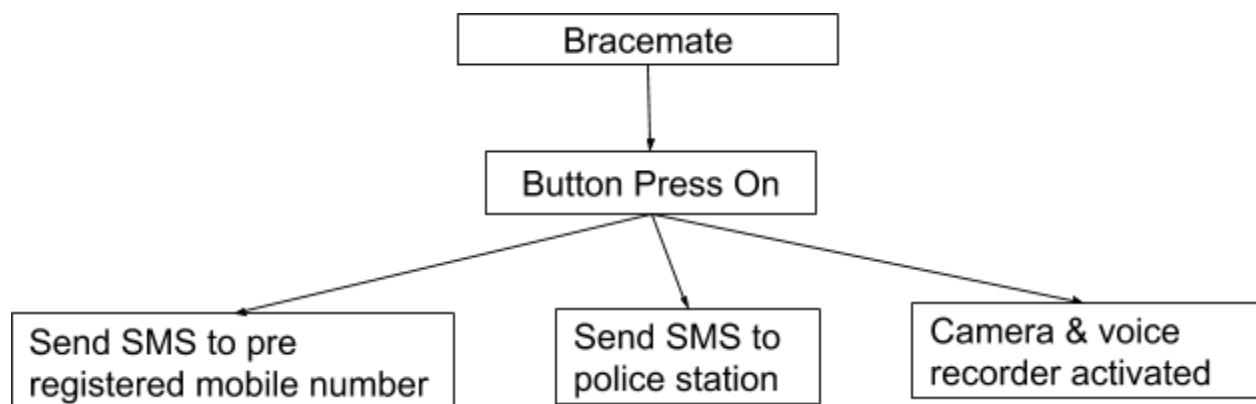 Bracemate
Button Press On
Send SMS to pre
registered mobile number
Send SMS to
police station
Camera & voice
recorder activated